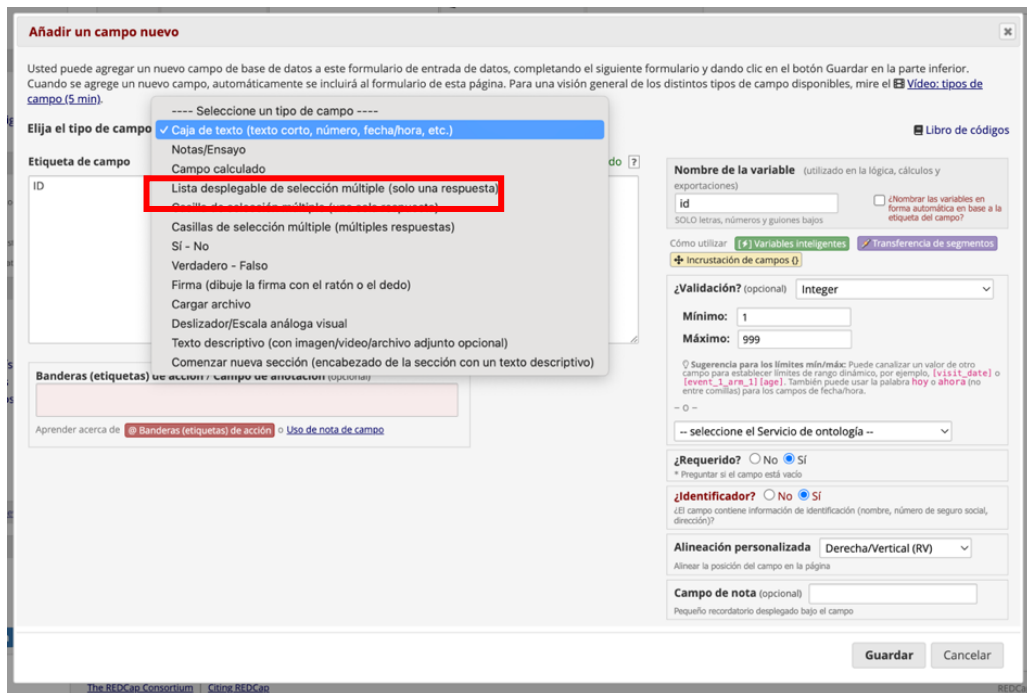 Añadir un campo nuevo
Usted puede agregar un nuevo campo de base de datos a este formulario de entrada de datos, completando el siguiente formulario y dando clic en el botón Guardar en la parte inferior.
Cuando se agrege un nuevo campo, automáticamente se incluirá al formulario de esta página. Para una visión general de los distintos tipos de campo disponibles, mire el Vídeo: tipos de
campo (5 min).
---- Seleccione un tipo de campo ----
Elija el tipo de campo
✓ Caja de texto (texto corto, número, fecha/hora, etc.)
Libro de códigos
Notas/Ensayo
Campo calculado
Lista desplegable de selección múltiple (solo una respuesta)
Casilla de selección múltiple (una solo respuesta)
Casillas de selección múltiple (múltiples respuestas)
Sí - No
Verdadero - Falso
Firma (dibuje la firma con el ratón o el dedo)
Cargar archivo
Deslizador/Escala análoga visual
Texto descriptivo (con imagen/video/archivo adjunto opcional)
Comenzar nueva sección (encabezado de la sección con un texto descriptivo)
Etiqueta de campo
do ?
ID
Banderas (etiquetas) de acción / Campo de anotación (opcional)
Aprender acerca de @ Banderas (etiquetas) de acción o Uso de nota de campo
Nombre de la variable (utilizado en la lógica, cálculos y
exportaciones)
id
SOLO letras, números y guiones bajos
¿Nombrar las variables en
forma automática en base a la
etiqueta del campo?
Cómo utilizar [⚡] Variables inteligentes Transferencia de segmentos
Incrustación de campos {}
¿Validación? (opcional) Integer
Mínimo: 1
Máximo: 999
Sugerencia para los límites mín/máx: Puede canalizar un valor de otro
campo para establecer límites de rango dinámico, por ejemplo, [visit_date] o
[event_1_arm_1][age]. También puede usar la palabra hoy o ahora (no
entre comillas) para los campos de fecha/hora.
– o –
-- seleccione el Servicio de ontología --
¿Requerido? No Sí
* Preguntar si el campo está vacío
¿Identificador? No Sí
¿El campo contiene información de identificación (nombre, número de seguro social,
dirección)?
Alineación personalizada Derecha/Vertical (RV)
Alinear la posición del campo en la página
Campo de nota (opcional)
Pequeño recordatorio desplegado bajo el campo
Guardar
Cancelar
The REDCap Consortium | Citing REDCap